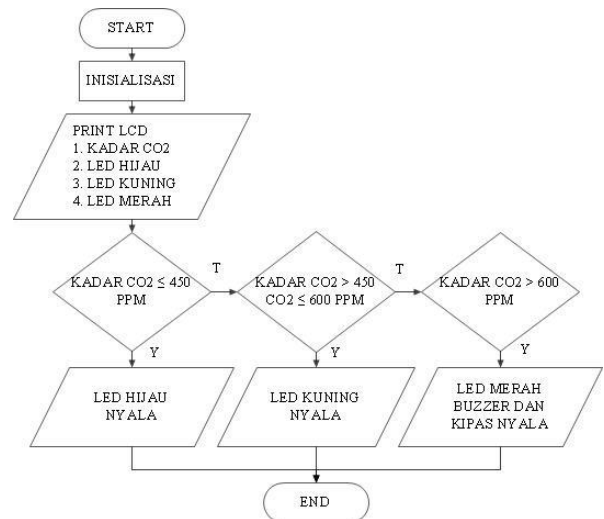 START
INISIALISASI
PRINT LCD
1. KADAR CO2
2. LED HIJAU
3. LED KUNING
4. LED MERAH
KADAR CO2 ≤ 450
PPM
T
KADAR CO2 > 450
CO2 ≤ 600 PPM
T
KADAR CO2 > 600
PPM
Y
Y
Y
LED HIJAU
NYALA
LED KUNING
NYALA
LED MERAH
BUZZER DAN
KIPAS NYALA
END